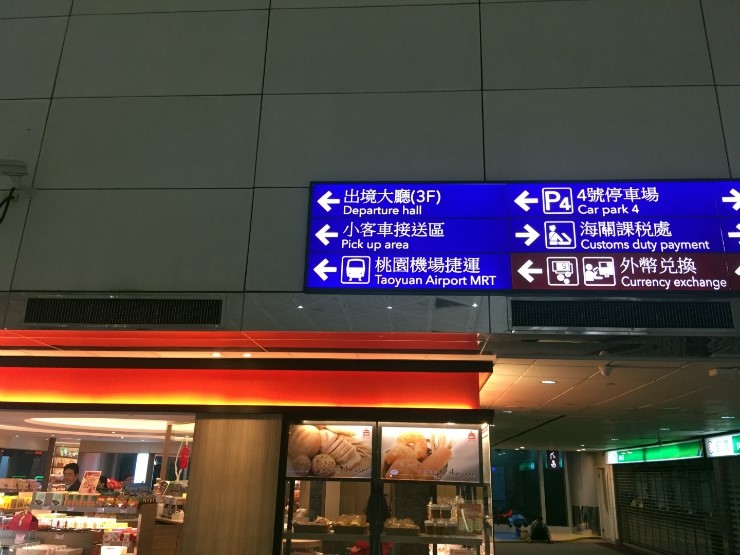 出境大廳(3F)
Departure hall
小客車接送區
Pick up area
桃園機場捷運
Taoyuan Airport MRT
P4 4號停車場
Car park 4
海關課稅處
Customs duty payment
外幣兌換
Currency exchange